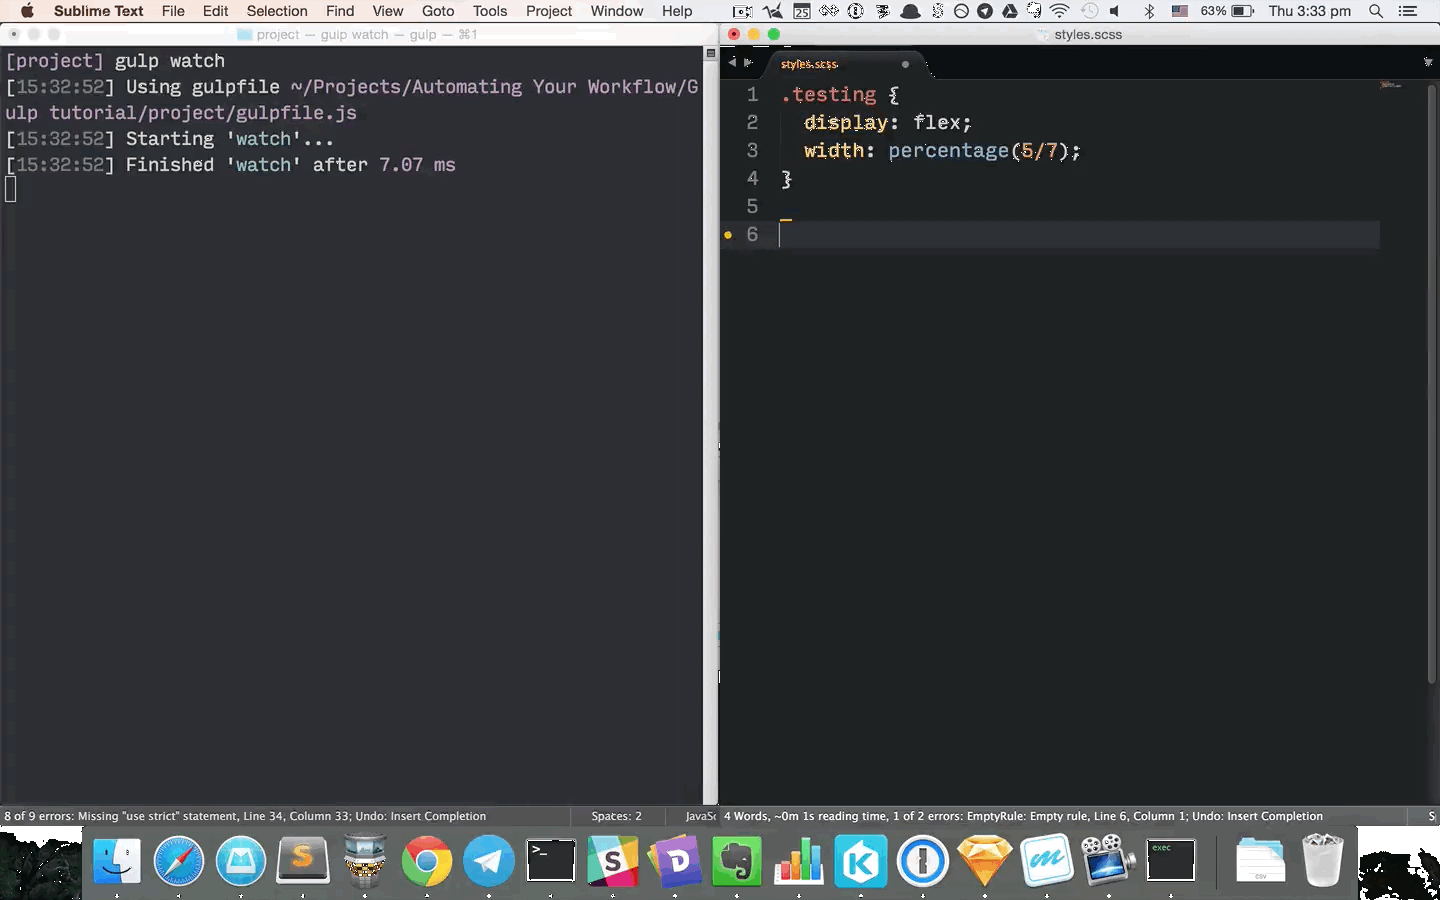 Sublime Text File Edit Selection Find View Goto Tools Project Window Help 25 63% Thu 3:33 pm
project — gulp watch — gulp — ⌘1
[project] gulp watch
[15:32:52] Using gulpfile ~/Projects/Automating Your Workflow/G
ulp tutorial/project/gulpfile.js
[15:32:52] Starting 'watch'...
[15:32:52] Finished 'watch' after 7.07 ms
styles.scss
styles.scss
1 .testing {
2 display: flex;
3 width: percentage(5/7);
4 }
5
6
8 of 9 errors: Missing "use strict" statement, Line 34, Column 33; Undo: Insert Completion Spaces: 2 JavaSc
4 Words, ~0m 1s reading time, 1 of 2 errors: EmptyRule: Empty rule, Line 6, Column 1; Undo: Insert Completion S
>_
exec
CSV